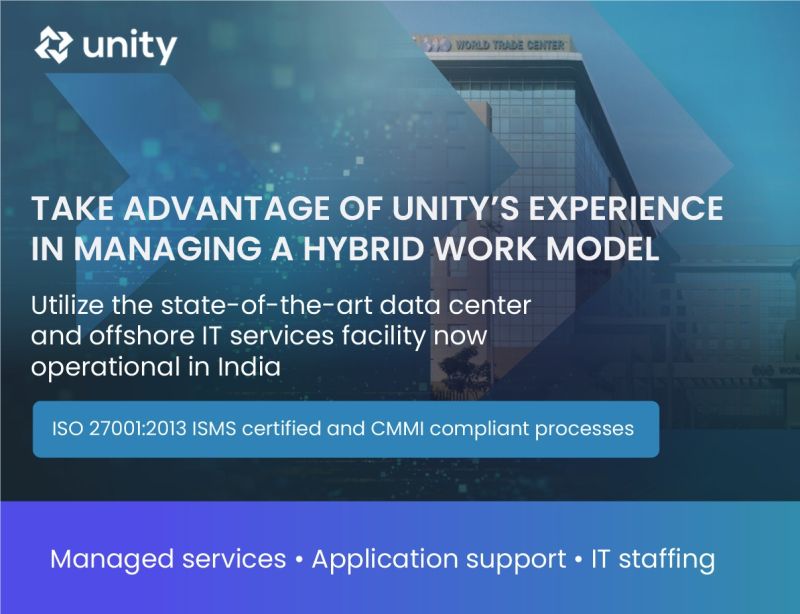 unity
WORLD TRADE CENTER
TAKE ADVANTAGE OF UNITY'S EXPERIENCE
IN MANAGING A HYBRID WORK MODEL
Utilize the state-of-the-art data center
and offshore IT services facility now
operational in India
ISO 27001:2013 ISMS certified and CMMI compliant processes
Managed services • Application support • IT staffing